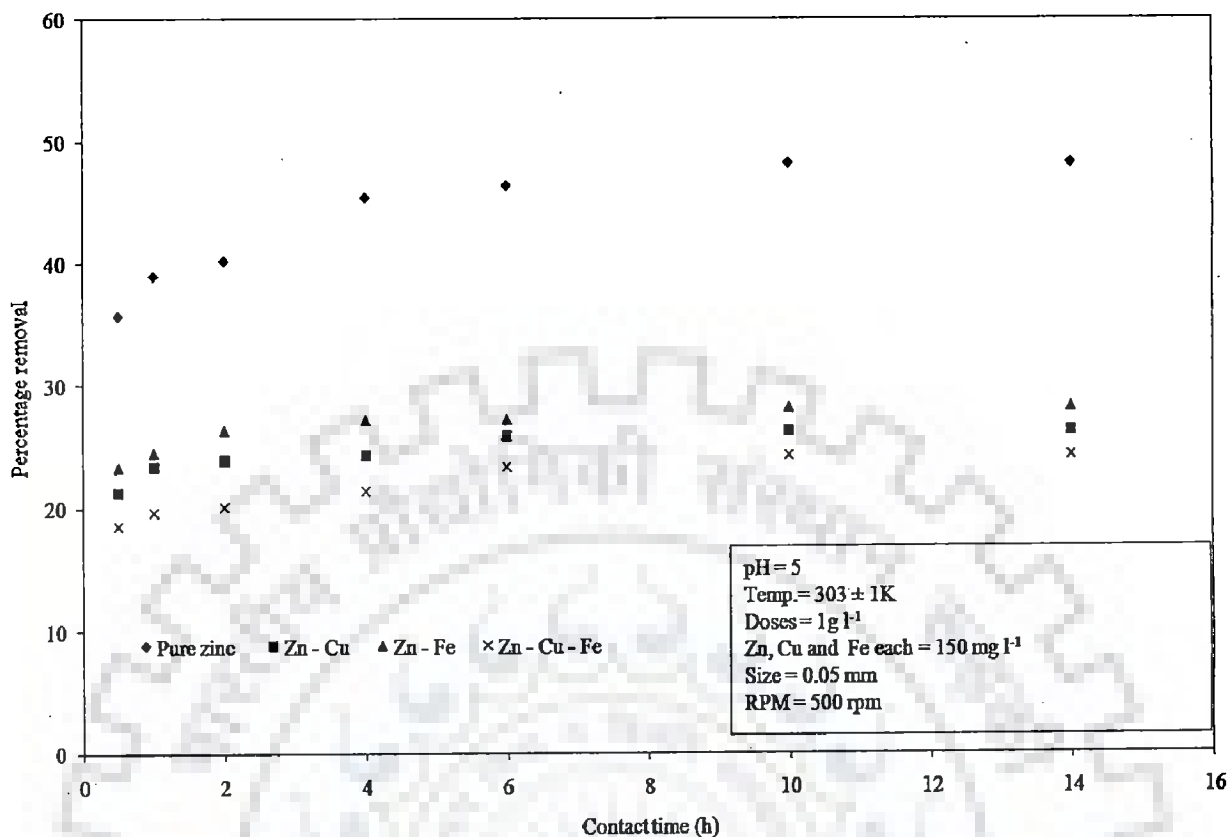 60
50
40
30
20
10
0
Percentage removal
◆ Pure zinc ■ Zn - Cu ▲ Zn - Fe × Zn - Cu - Fe
pH = 5
Temp.= 303 ± 1K
Doses = 1g l⁻¹
Zn, Cu and Fe each = 150 mg l⁻¹
Size = 0.05 mm
RPM = 500 rpm
0 2 4 6 8 10 12 14 16
Contact time (h)